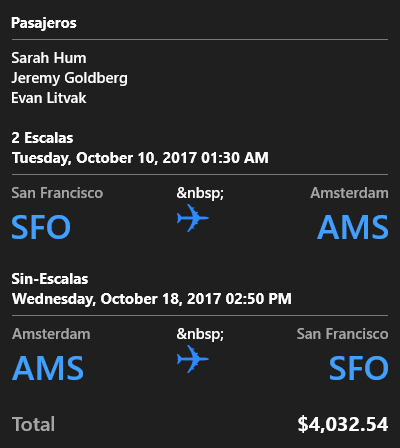 Pasajeros
Sarah Hum
Jeremy Goldberg
Evan Litvak
2 Escalas
Tuesday, October 10, 2017 01:30 AM
San Francisco &nbsp; Amsterdam
SFO AMS
Sin-Escalas
Wednesday, October 18, 2017 02:50 PM
Amsterdam &nbsp; San Francisco
AMS SFO
Total $4,032.54